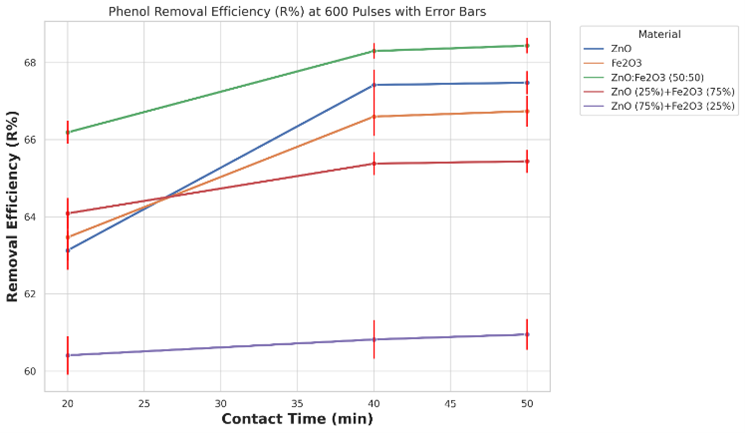 Phenol Removal Efficiency (R%) at 600 Pulses with Error Bars
Material
ZnO
Fe2O3
ZnO:Fe2O3 (50:50)
ZnO (25%)+Fe2O3 (75%)
ZnO (75%)+Fe2O3 (25%)
Removal Efficiency (R%)
68
66
64
62
60
20 25 30 35 40 45 50
Contact Time (min)